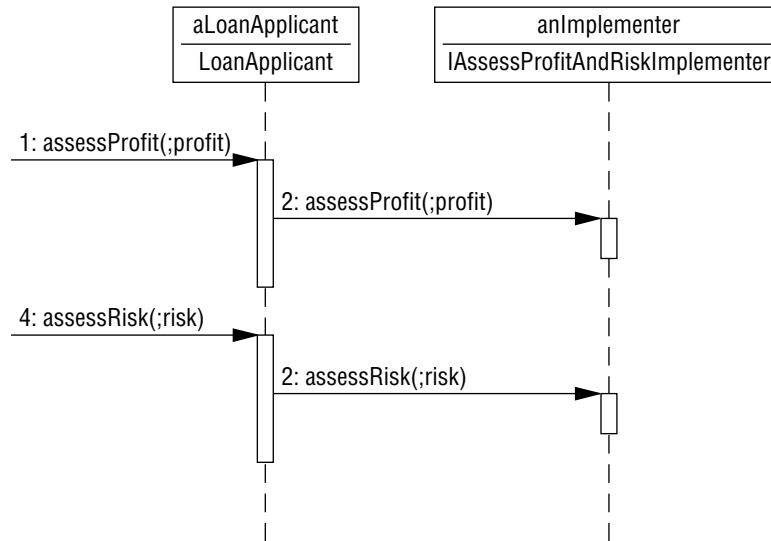 aLoanApplicant
LoanApplicant
anImplementer
IAssessProfitAndRiskImplementer
1: assessProfit(;profit)
2: assessProfit(;profit)
4: assessRisk(;risk)
2: assessRisk(;risk)